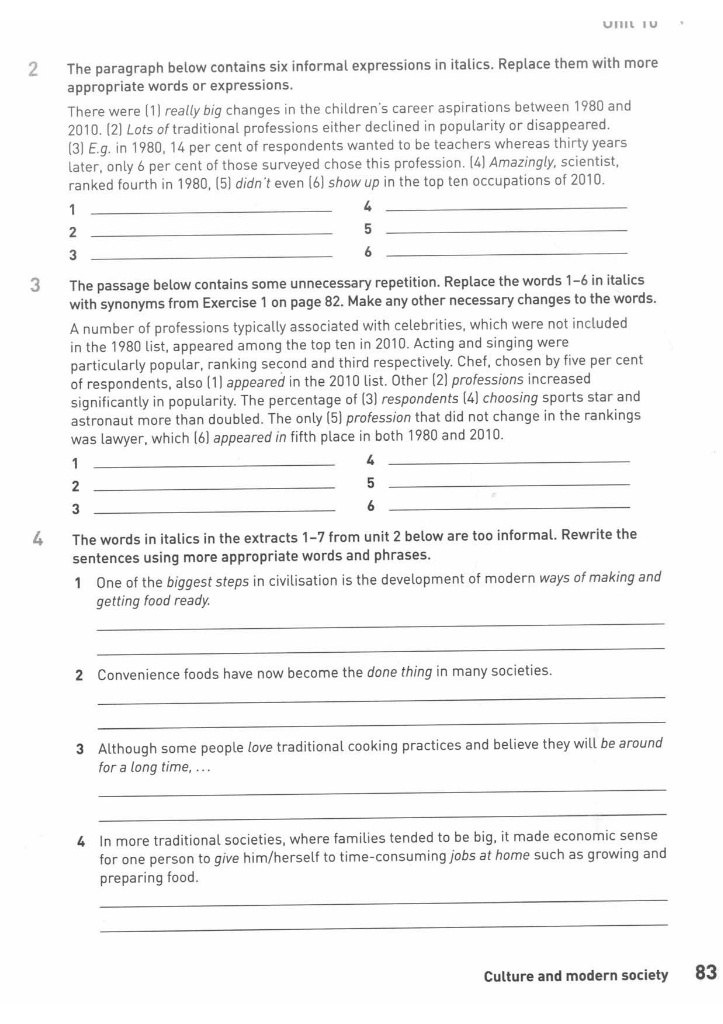 Unit 10
2 The paragraph below contains six informal expressions in italics. Replace them with more
appropriate words or expressions.
There were (1) really big changes in the children's career aspirations between 1980 and
2010. (2) Lots of traditional professions either declined in popularity or disappeared.
(3) E.g. in 1980, 14 per cent of respondents wanted to be teachers whereas thirty years
later, only 6 per cent of those surveyed chose this profession. (4) Amazingly, scientist,
ranked fourth in 1980, (5) didn't even (6) show up in the top ten occupations of 2010.
1 4
2 5
3 6
3 The passage below contains some unnecessary repetition. Replace the words 1–6 in italics
with synonyms from Exercise 1 on page 82. Make any other necessary changes to the words.
A number of professions typically associated with celebrities, which were not included
in the 1980 list, appeared among the top ten in 2010. Acting and singing were
particularly popular, ranking second and third respectively. Chef, chosen by five per cent
of respondents, also (1) appeared in the 2010 list. Other (2) professions increased
significantly in popularity. The percentage of (3) respondents (4) choosing sports star and
astronaut more than doubled. The only (5) profession that did not change in the rankings
was lawyer, which (6) appeared in fifth place in both 1980 and 2010.
1 4
2 5
3 6
4 The words in italics in the extracts 1–7 from unit 2 below are too informal. Rewrite the
sentences using more appropriate words and phrases.
1 One of the biggest steps in civilisation is the development of modern ways of making and
getting food ready.
2 Convenience foods have now become the done thing in many societies.
3 Although some people love traditional cooking practices and believe they will be around
for a long time, ...
4 In more traditional societies, where families tended to be big, it made economic sense
for one person to give him/herself to time-consuming jobs at home such as growing and
preparing food.
Culture and modern society 83